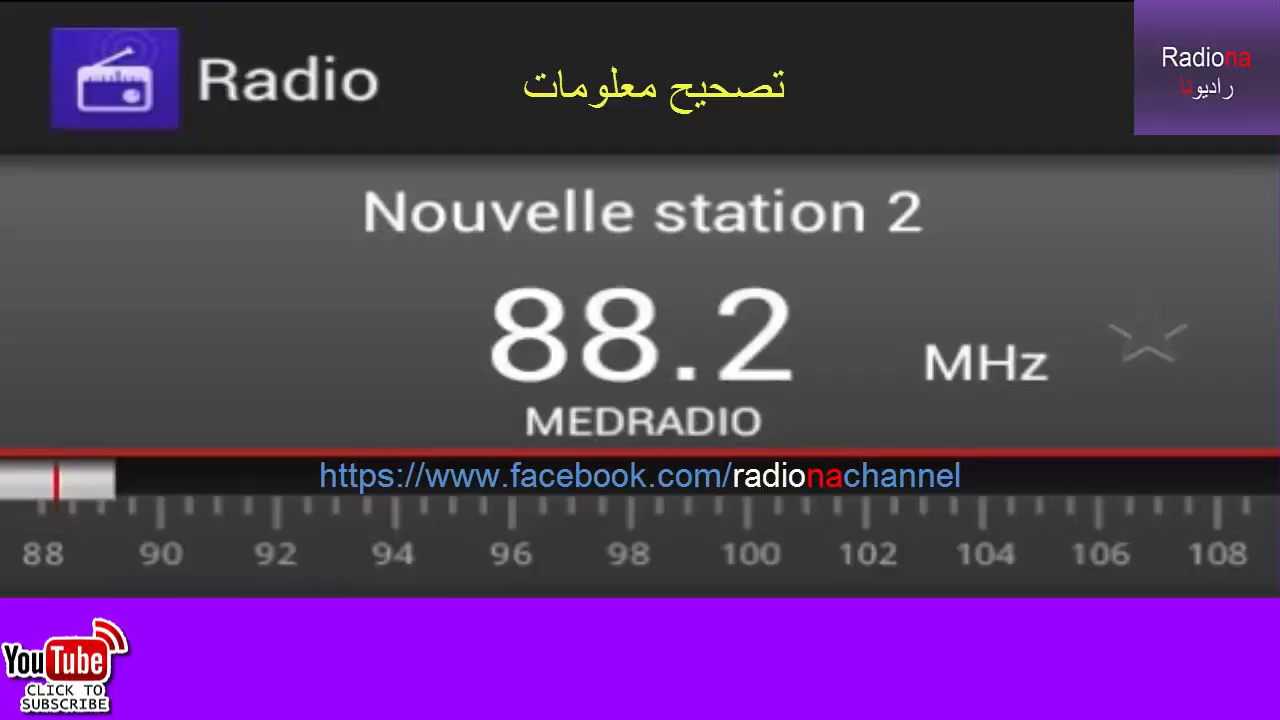 Radio
تصحيح معلومات
Radiona
راديونا
Nouvelle station 2
88.2 MHz
MEDRADIO
https://www.facebook.com/radionachannel
88 90 92 94 96 98 100 102 104 106 108
YouTube
CLICK TO
SUBSCRIBE